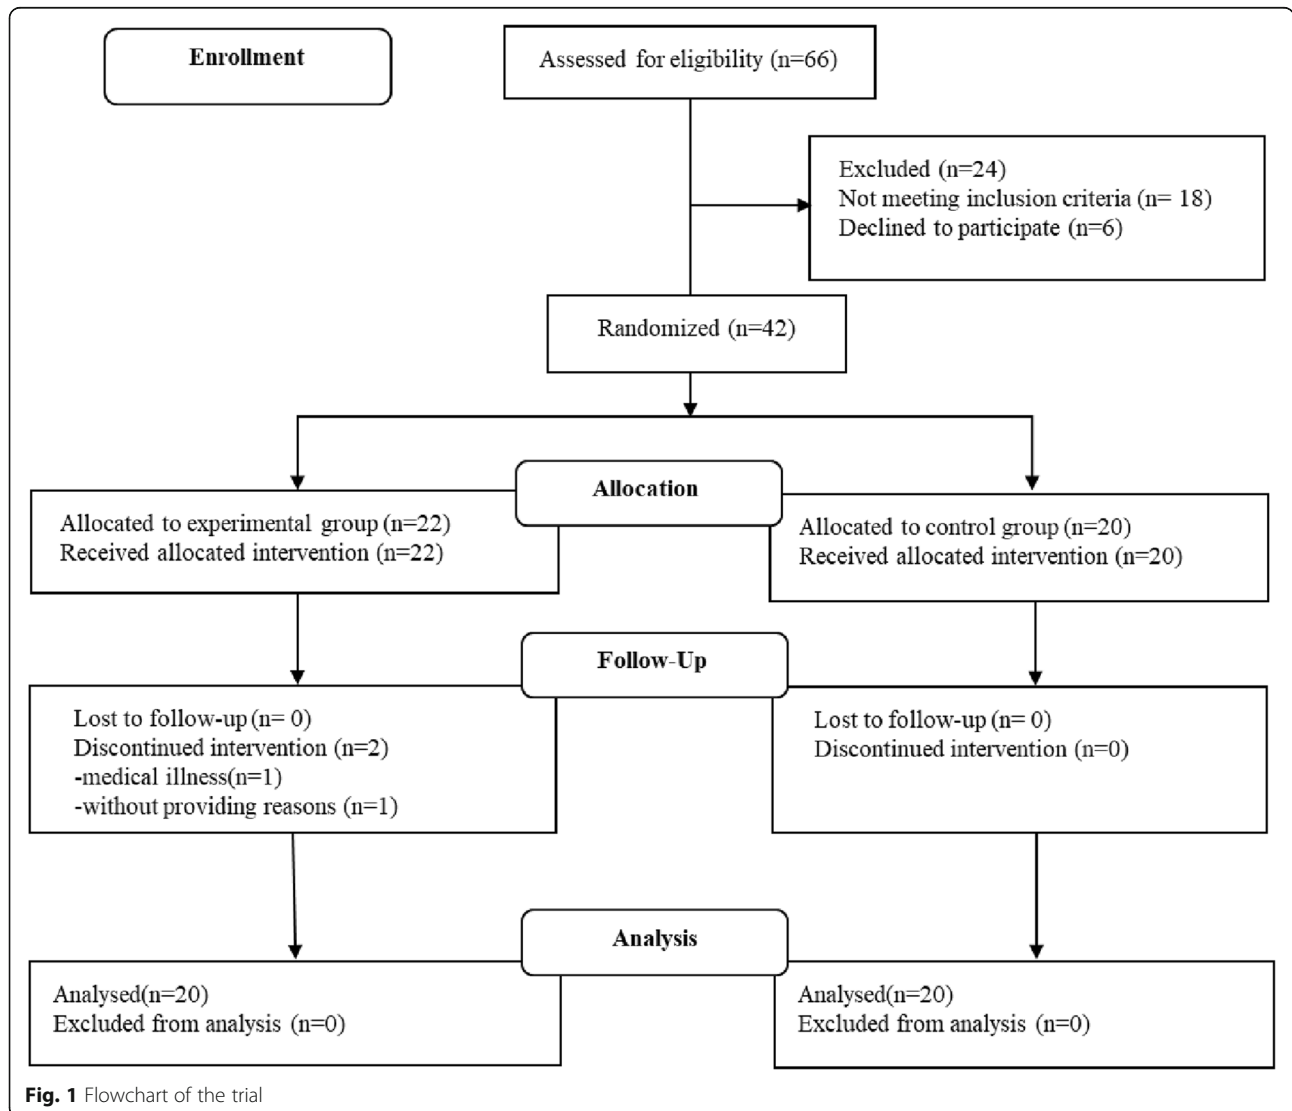 Enrollment
Assessed for eligibility (n=66)
Excluded (n=24)
Not meeting inclusion criteria (n= 18)
Declined to participate (n=6)
Randomized (n=42)
Allocation
Allocated to experimental group (n=22)
Received allocated intervention (n=22)
Allocated to control group (n=20)
Received allocated intervention (n=20)
Follow-Up
Lost to follow-up (n= 0)
Discontinued intervention (n=2)
-medical illness(n=1)
-without providing reasons (n=1)
Lost to follow-up (n= 0)
Discontinued intervention (n=0)
Analysis
Analysed(n=20)
Excluded from analysis (n=0)
Analysed(n=20)
Excluded from analysis (n=0)
Fig. 1 Flowchart of the trial